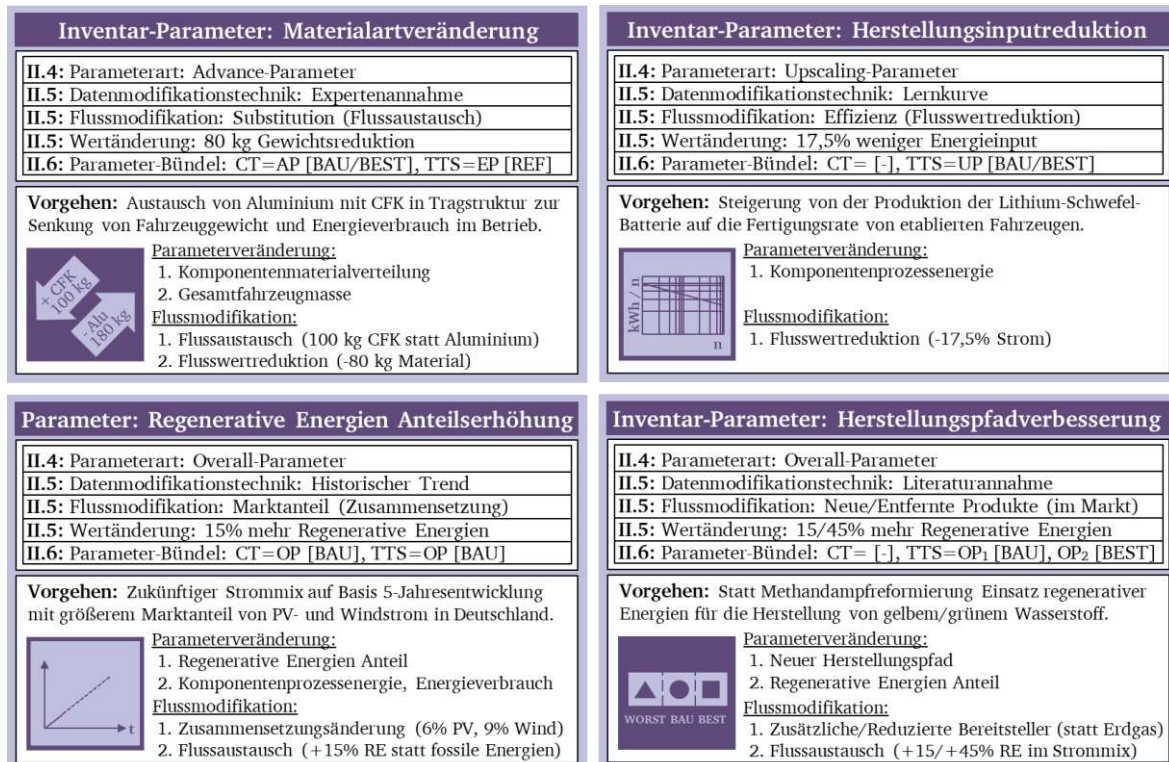 Inventar-Parameter: Materialartveränderung
II.4: Parameterart: Advance-Parameter
II.5: Datenmodifikationstechnik: Expertenannahme
II.5: Flussmodifikation: Substitution (Flussaustausch)
II.5: Wertänderung: 80 kg Gewichtsreduktion
II.6: Parameter-Bündel: CT=AP [BAU/BEST], TTS=EP [REF]
Vorgehen: Austausch von Aluminium mit CFK in Tragstruktur zur
Senkung von Fahrzeuggewicht und Energieverbrauch im Betrieb.
+ CFK
100 kg
- Alu
180 kg
Parameterveränderung:
1. Komponentenmaterialverteilung
2. Gesamtfahrzeugmasse
Flussmodifikation:
1. Flussaustausch (100 kg CFK statt Aluminium)
2. Flusswertreduktion (-80 kg Material)
Inventar-Parameter: Herstellungsinputreduktion
II.4: Parameterart: Upscaling-Parameter
II.5: Datenmodifikationstechnik: Lernkurve
II.5: Flussmodifikation: Effizienz (Flusswertreduktion)
II.5: Wertänderung: 17,5% weniger Energieinput
II.6: Parameter-Bündel: CT= [-], TTS=UP [BAU/BEST]
Vorgehen: Steigerung von der Produktion der Lithium-Schwefel-
Batterie auf die Fertigungsrate von etablierten Fahrzeugen.
kWh / n
n
Parameterveränderung:
1. Komponentenprozessenergie
Flussmodifikation:
1. Flusswertreduktion (-17,5% Strom)
Parameter: Regenerative Energien Anteilserhöhung
II.4: Parameterart: Overall-Parameter
II.5: Datenmodifikationstechnik: Historischer Trend
II.5: Flussmodifikation: Marktanteil (Zusammensetzung)
II.5: Wertänderung: 15% mehr Regenerative Energien
II.6: Parameter-Bündel: CT=OP [BAU], TTS=OP [BAU]
Vorgehen: Zukünftiger Strommix auf Basis 5-Jahresentwicklung
mit größerem Marktanteil von PV- und Windstrom in Deutschland.
t
Parameterveränderung:
1. Regenerative Energien Anteil
2. Komponentenprozessenergie, Energieverbrauch
Flussmodifikation:
1. Zusammensetzungsänderung (6% PV, 9% Wind)
2. Flussaustausch (+15% RE statt fossile Energien)
Inventar-Parameter: Herstellungspfadverbesserung
II.4: Parameterart: Overall-Parameter
II.5: Datenmodifikationstechnik: Literaturannahme
II.5: Flussmodifikation: Neue/Entfernte Produkte (im Markt)
II.5: Wertänderung: 15/45% mehr Regenerative Energien
II.6: Parameter-Bündel: CT= [-], TTS=OP₁ [BAU], OP₂ [BEST]
Vorgehen: Statt Methandampfreformierung Einsatz regenerativer
Energien für die Herstellung von gelbem/grünem Wasserstoff.
WORST BAU BEST
Parameterveränderung:
1. Neuer Herstellungspfad
2. Regenerative Energien Anteil
Flussmodifikation:
1. Zusätzliche/Reduzierte Bereitsteller (statt Erdgas)
2. Flussaustausch (+15/+45% RE im Strommix)